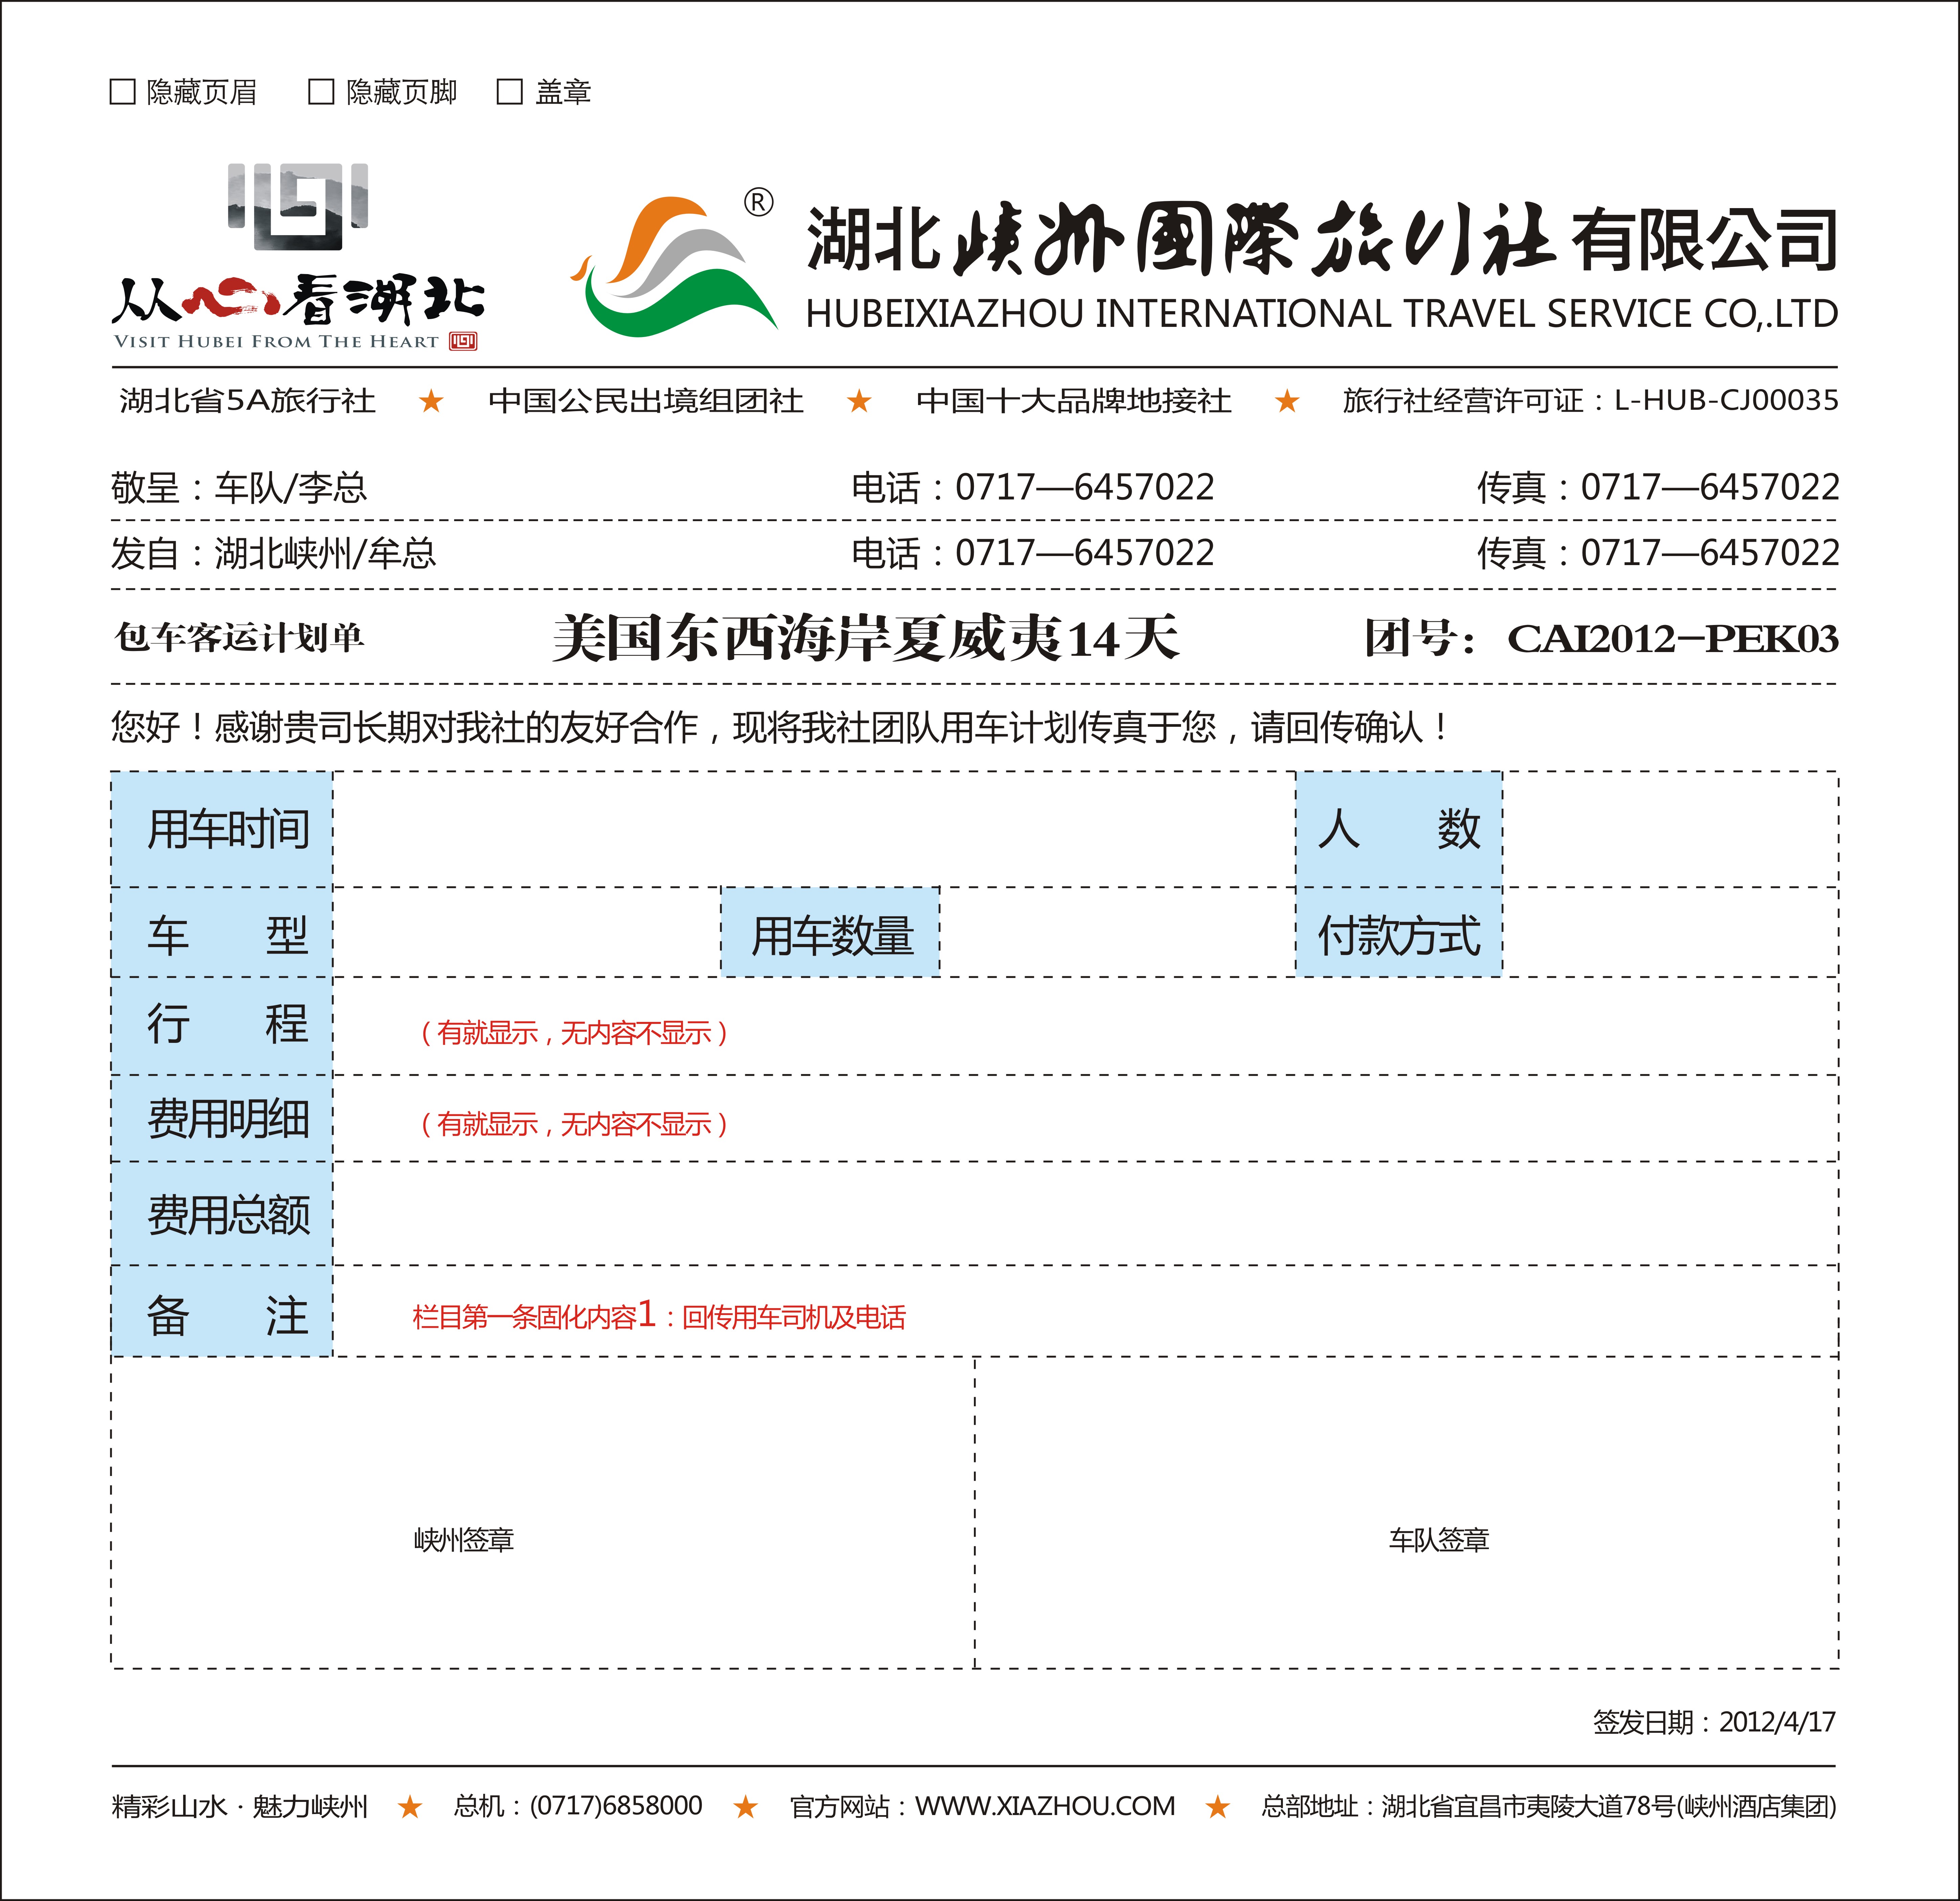 隐藏页眉 隐藏页脚 盖章
从心看湖北
VISIT HUBEI FROM THE HEART
®
湖北峡州國際旅行社有限公司
HUBEIXIAZHOU INTERNATIONAL TRAVEL SERVICE CO,.LTD
湖北省5A旅行社 ★ 中国公民出境组团社 ★ 中国十大品牌地接社 ★ 旅行社经营许可证：L-HUB-CJ00035
敬呈：车队/李总 电话：0717—6457022 传真：0717—6457022
发自：湖北峡州/牟总 电话：0717—6457022 传真：0717—6457022
包车客运计划单 美国东西海岸夏威夷14天 团号： CAI2012-PEK03
您好！感谢贵司长期对我社的友好合作，现将我社团队用车计划传真于您，请回传确认！
用车时间 人 数
车 型 用车数量 付款方式
行 程 （有就显示，无内容不显示）
费用明细 （有就显示，无内容不显示）
费用总额
备 注 栏目第一条固化内容1：回传用车司机及电话
峡州签章 车队签章
签发日期：2012/4/17
精彩山水·魅力峡州 ★ 总机：(0717)6858000 ★ 官方网站：WWW.XIAZHOU.COM ★ 总部地址：湖北省宜昌市夷陵大道78号(峡州酒店集团)